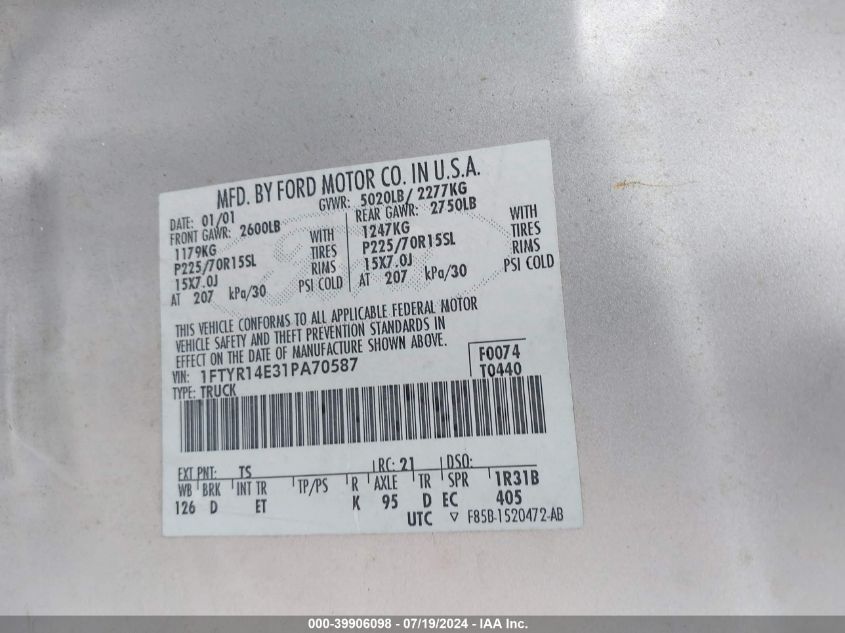 MFD. BY FORD MOTOR CO. IN U.S.A.
DATE: 01/01 GVWR: 5020LB/ 2277KG
FRONT GAWR: 2600LB REAR GAWR: 2750LB
1179KG WITH 1247KG WITH
P225/70R15SL TIRES P225/70R15SL TIRES
15X7.0J RIMS 15X7.0J RIMS
AT 207 kPa/30 PSI COLD AT 207 kPa/30 PSI COLD
THIS VEHICLE CONFORMS TO ALL APPLICABLE FEDERAL MOTOR
VEHICLE SAFETY AND THEFT PREVENTION STANDARDS IN
EFFECT ON THE DATE OF MANUFACTURE SHOWN ABOVE.
VIN: 1FTYR14E31PA70587 F0074
TYPE: TRUCK T0440
EXT PNT: TS RC: 21 DSO:
WB BRK INT TR TP/PS R AXLE TR SPR 1R31B
126 D ET K 95 D EC 405
UTC ▽ F85B-1520472-AB
000-39906098 - 07/19/2024 - IAA Inc.